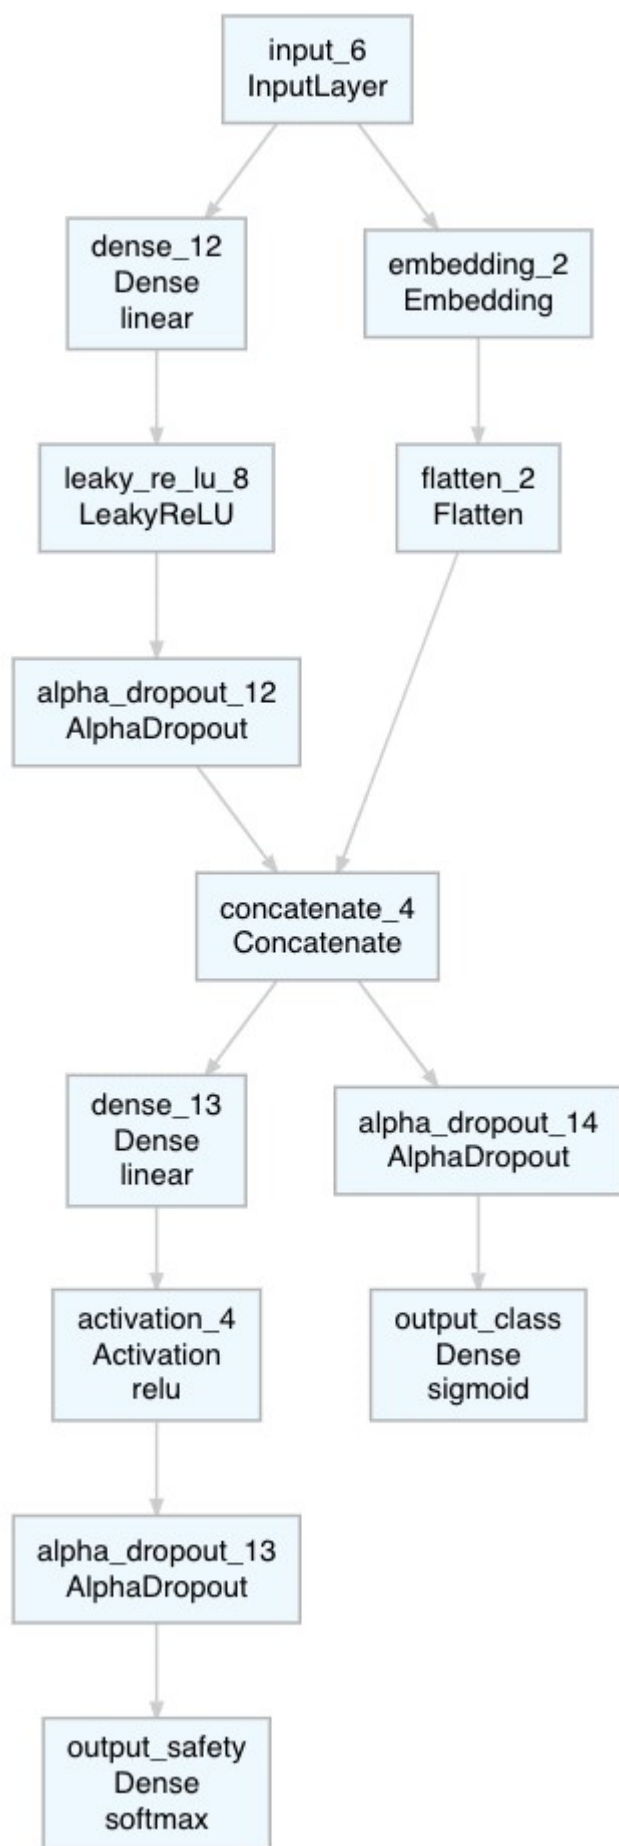 input_6
InputLayer
dense_12
Dense
linear
embedding_2
Embedding
leaky_re_lu_8
LeakyReLU
flatten_2
Flatten
alpha_dropout_12
AlphaDropout
concatenate_4
Concatenate
dense_13
Dense
linear
alpha_dropout_14
AlphaDropout
activation_4
Activation
relu
output_class
Dense
sigmoid
alpha_dropout_13
AlphaDropout
output_safety
Dense
softmax